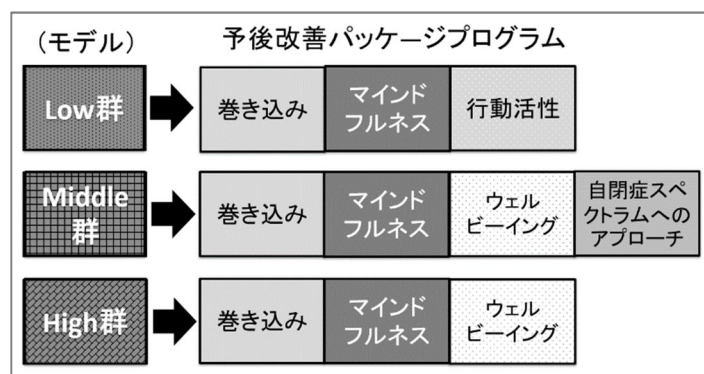 （モデル）
予後改善パッケージプログラム
Low群
巻き込み
マインド
フルネス
行動活性
Middle
群
巻き込み
マインド
フルネス
ウェル
ビーイング
自閉症スペ
クトラムへの
アプローチ
High群
巻き込み
マインド
フルネス
ウェル
ビーイング